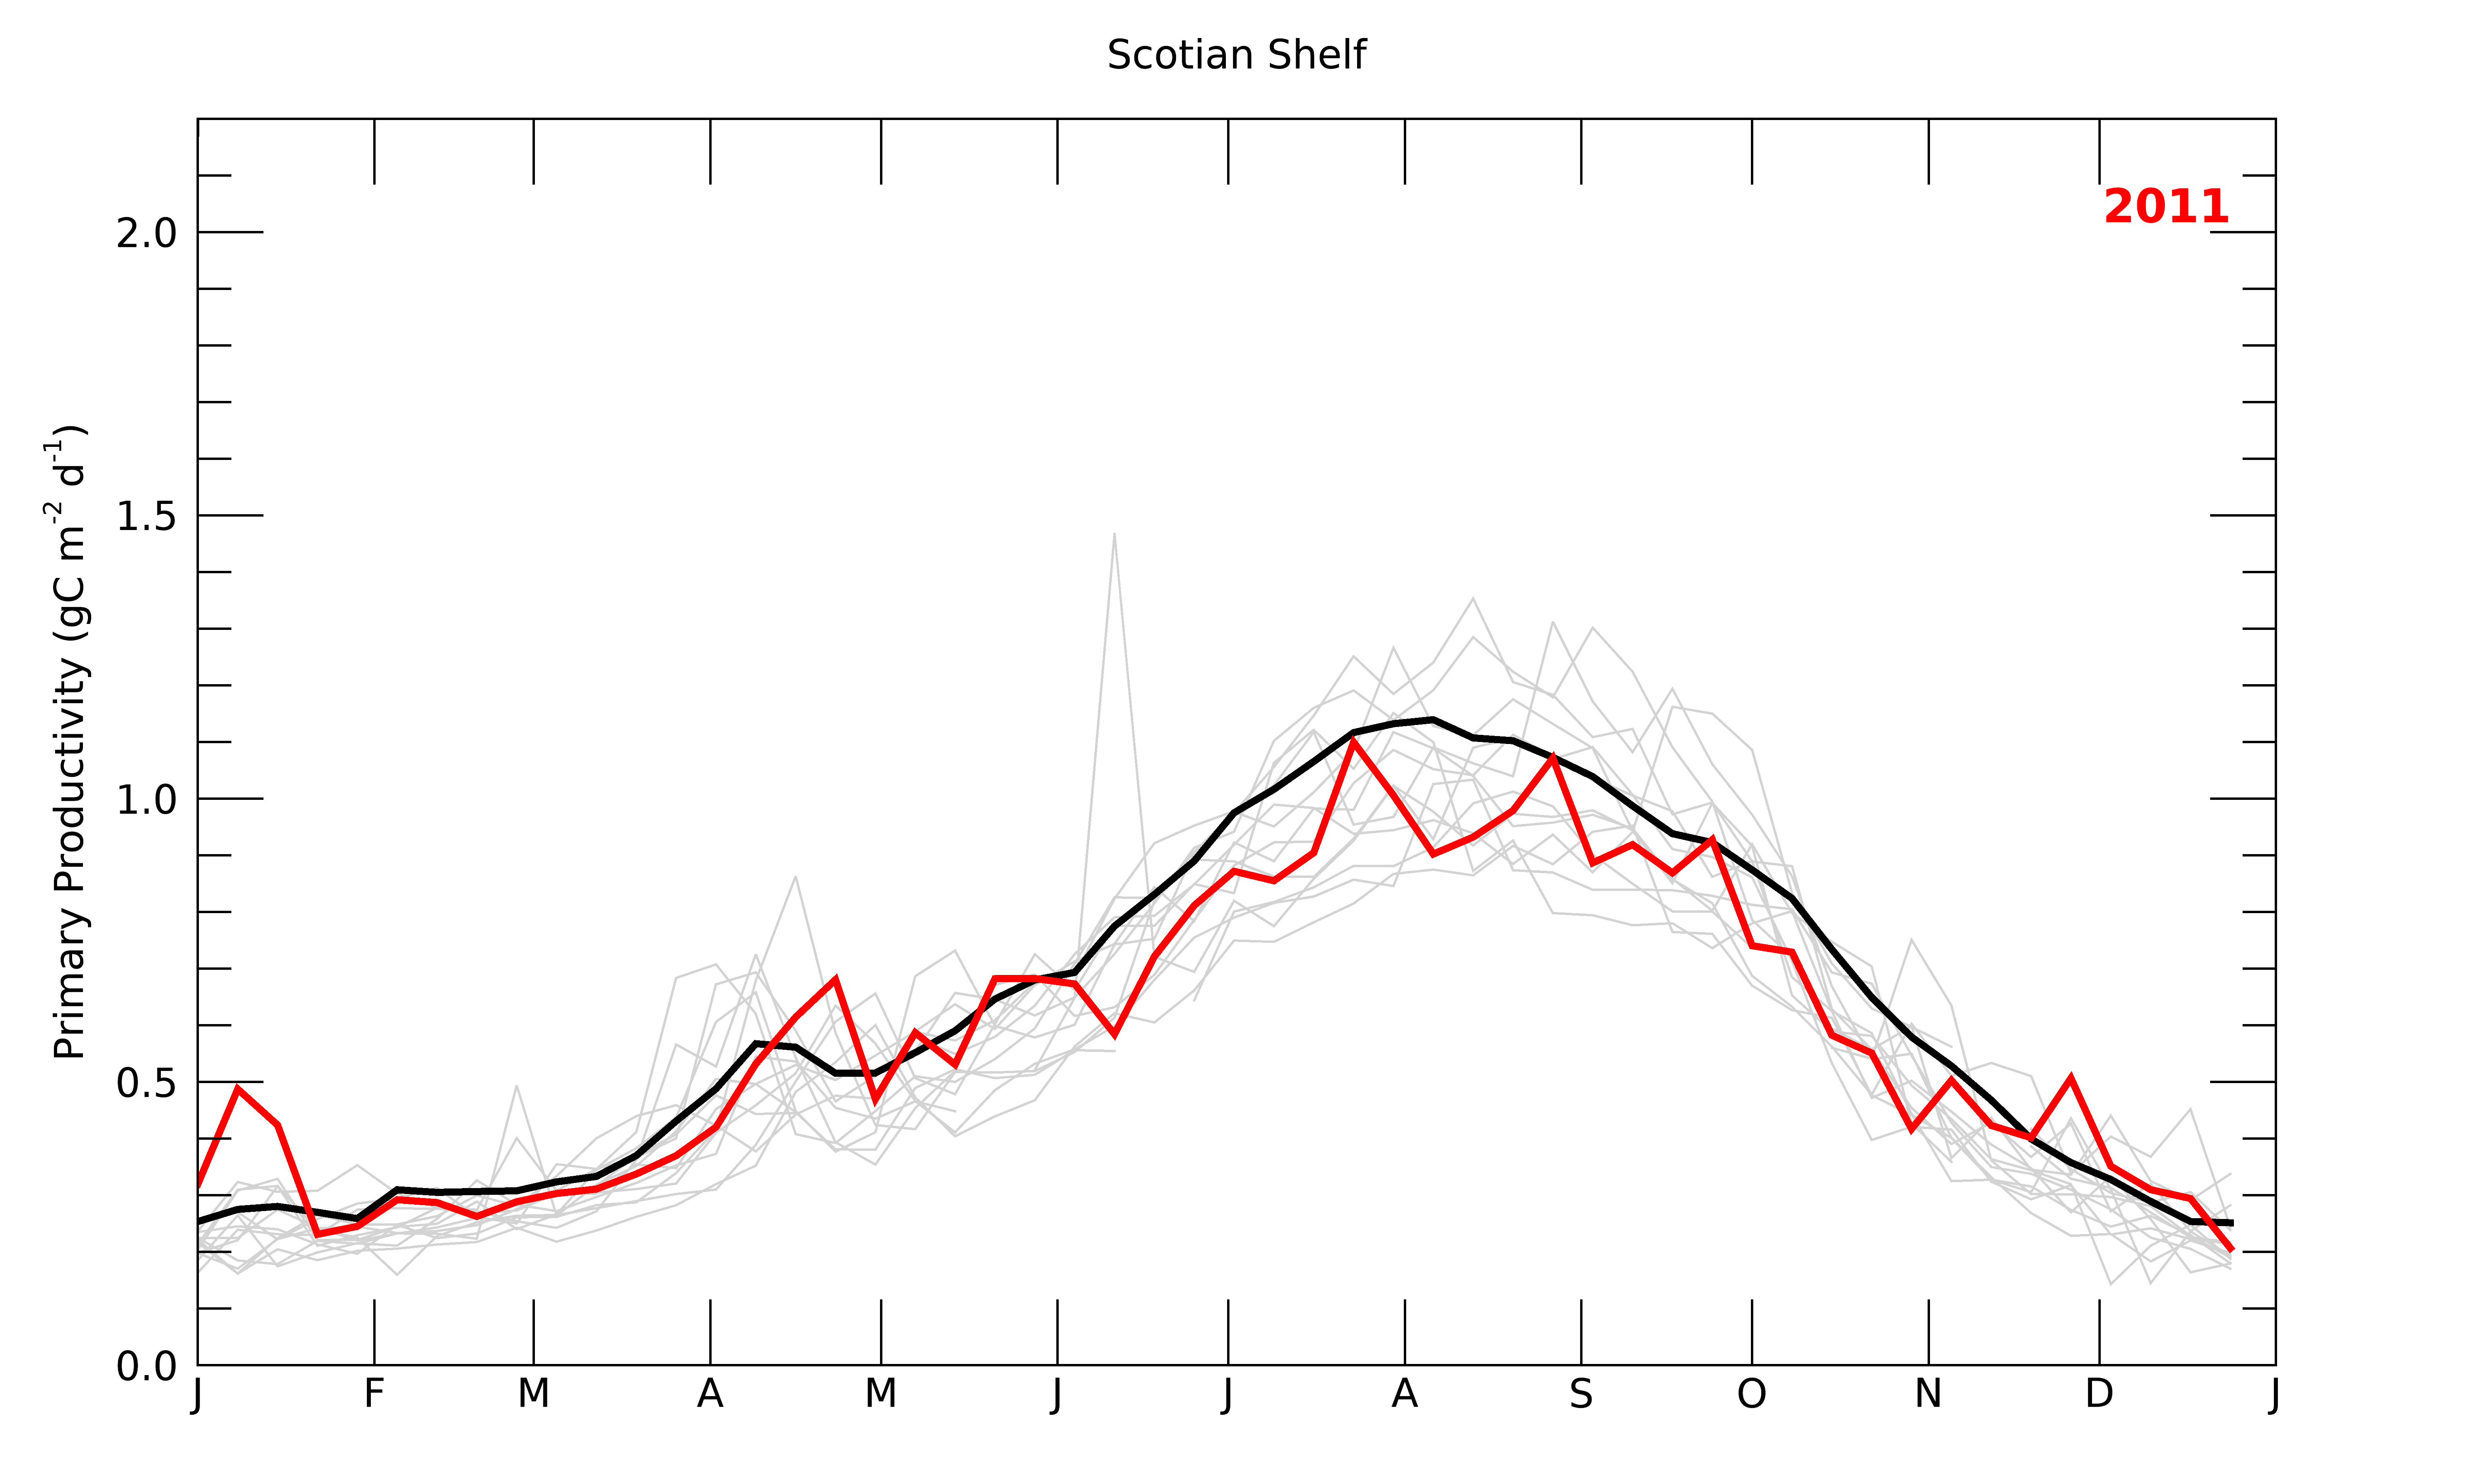 Scotian Shelf
2011
Primary Productivity (gC m⁻² d⁻¹)
2.0
1.5
1.0
0.5
0.0
J F M A M J J A S O N D J